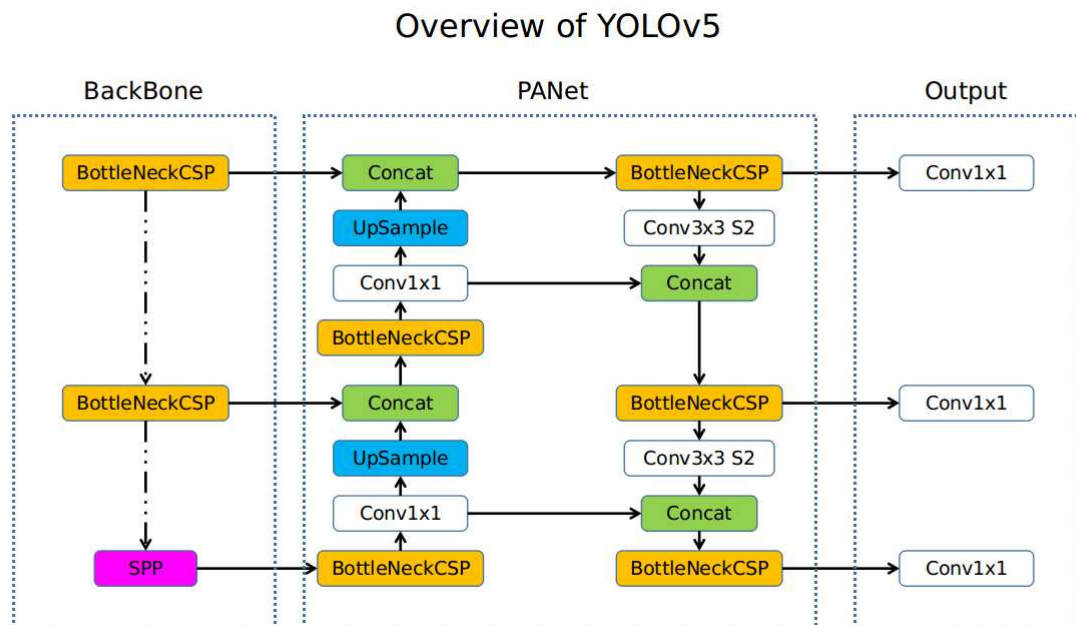 Overview of YOLOv5
BackBone
PANet
Output
BottleNeckCSP
Concat
BottleNeckCSP
Conv1x1
UpSample
Conv3x3 S2
Conv1x1
Concat
BottleNeckCSP
BottleNeckCSP
Concat
BottleNeckCSP
Conv1x1
UpSample
Conv3x3 S2
Conv1x1
Concat
SPP
BottleNeckCSP
BottleNeckCSP
Conv1x1